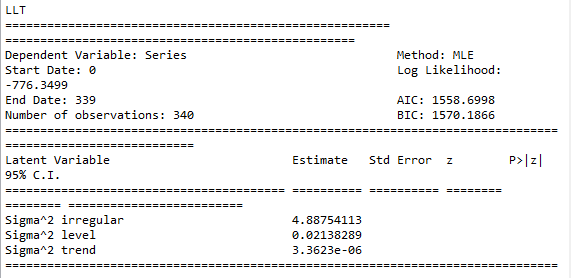 LLT
=======================================================
==================================================
Dependent Variable: Series                              Method: MLE
Start Date: 0                                           Log Likelihood:
-776.3499
End Date: 339                                           AIC: 1558.6998
Number of observations: 340                             BIC: 1570.1866
===============================================================================
===========================
Latent Variable                          Estimate   Std Error  z        P>|z|
95% C.I.
======================================== ========== ========== ========
======== =========================
Sigma^2 irregular                        4.88754113
Sigma^2 level                            0.02138289
Sigma^2 trend                            3.3623e-06
===============================================================================